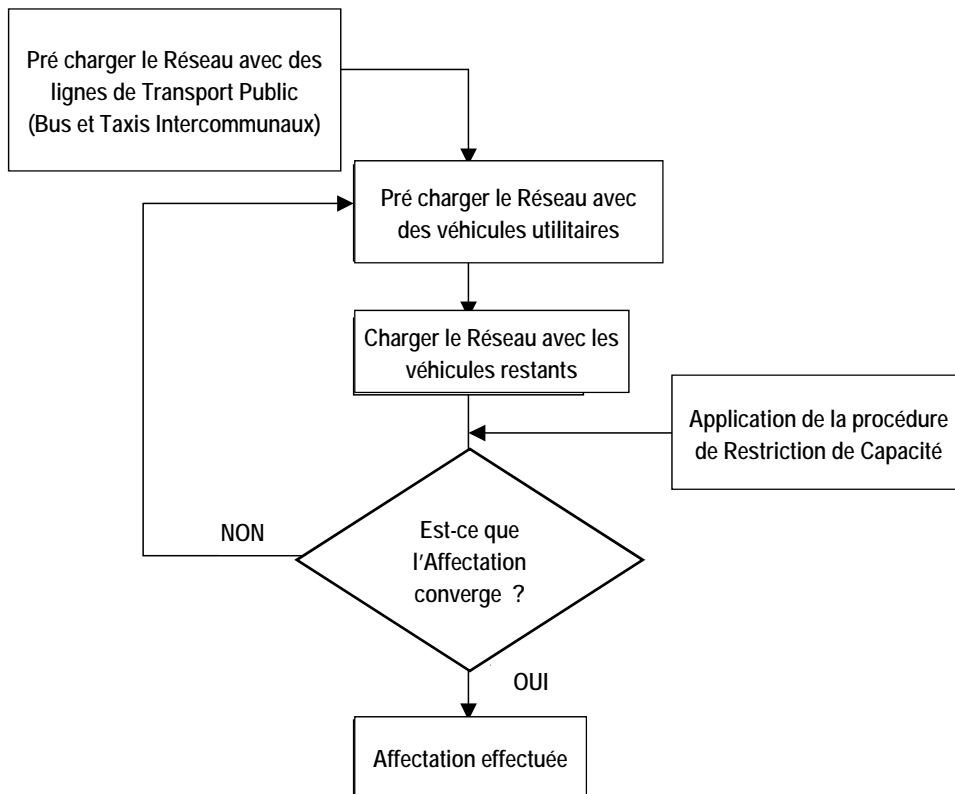 Pré charger le Réseau avec des
lignes de Transport Public
(Bus et Taxis Intercommunaux)
Pré charger le Réseau avec
des véhicules utilitaires
Charger le Réseau avec les
véhicules restants
Application de la procédure
de Restriction de Capacité
NON
Est-ce que
l'Affectation
converge ?
OUI
Affectation effectuée